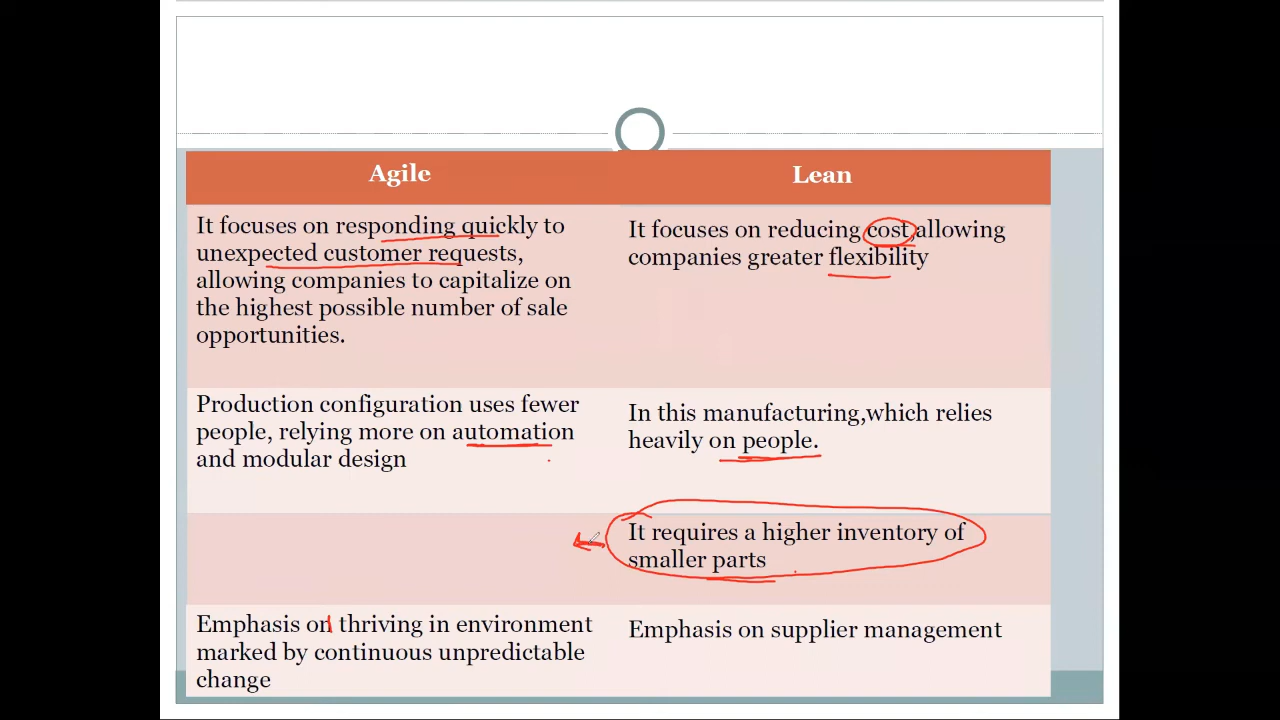 Agile
Lean
It focuses on responding quickly to
unexpected customer requests,
allowing companies to capitalize on
the highest possible number of sale
opportunities.
It focuses on reducing cost,allowing
companies greater flexibility
Production configuration uses fewer
people, relying more on automation
and modular design
In this manufacturing,which relies
heavily on people.
It requires a higher inventory of
smaller parts
Emphasis on thriving in environment
marked by continuous unpredictable
change
Emphasis on supplier management